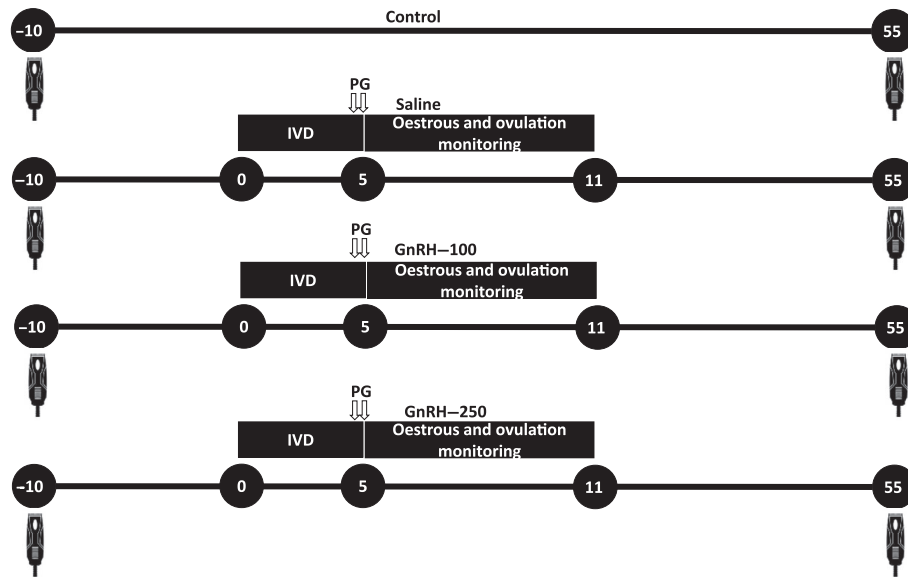 Control
–10 55
PG
Saline
IVD Oestrous and ovulation
monitoring
–10 0 5 11 55
PG
GnRH–100
IVD Oestrous and ovulation
monitoring
–10 0 5 11 55
PG
GnRH–250
IVD Oestrous and ovulation
monitoring
–10 0 5 11 55